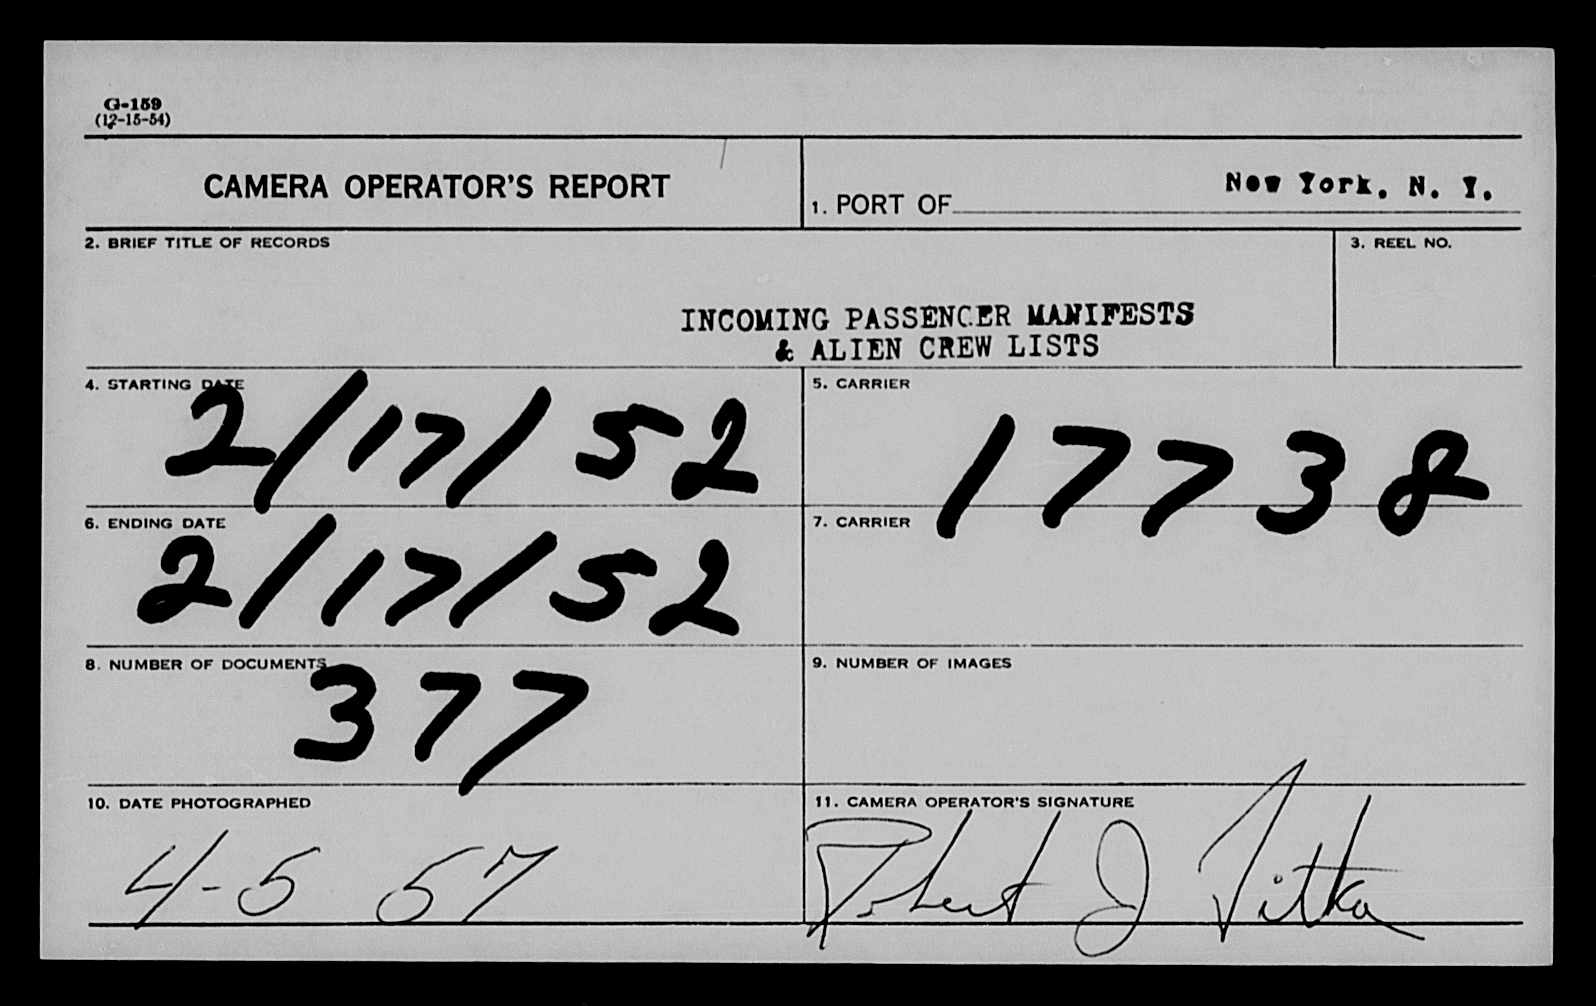 G-159
(12-15-54)
CAMERA OPERATOR'S REPORT
1. PORT OF New York, N. Y.
2. BRIEF TITLE OF RECORDS
INCOMING PASSENGER MANIFESTS
& ALIEN CREW LISTS
3. REEL NO.
4. STARTING DATE
2/17/52
5. CARRIER
17738
6. ENDING DATE
2/17/52
7. CARRIER
8. NUMBER OF DOCUMENTS
377
9. NUMBER OF IMAGES
10. DATE PHOTOGRAPHED
4-5 57
11. CAMERA OPERATOR'S SIGNATURE
Robert J Vitka